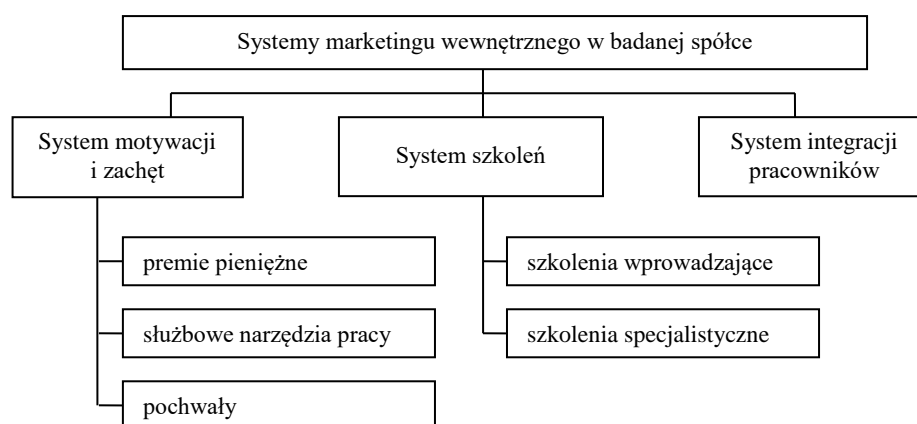 Systemy marketingu wewnętrznego w badanej spółce
System motywacji
i zachęt
System szkoleń
System integracji
pracowników
premie pieniężne
służbowe narzędzia pracy
pochwały
szkolenia wprowadzające
szkolenia specjalistyczne